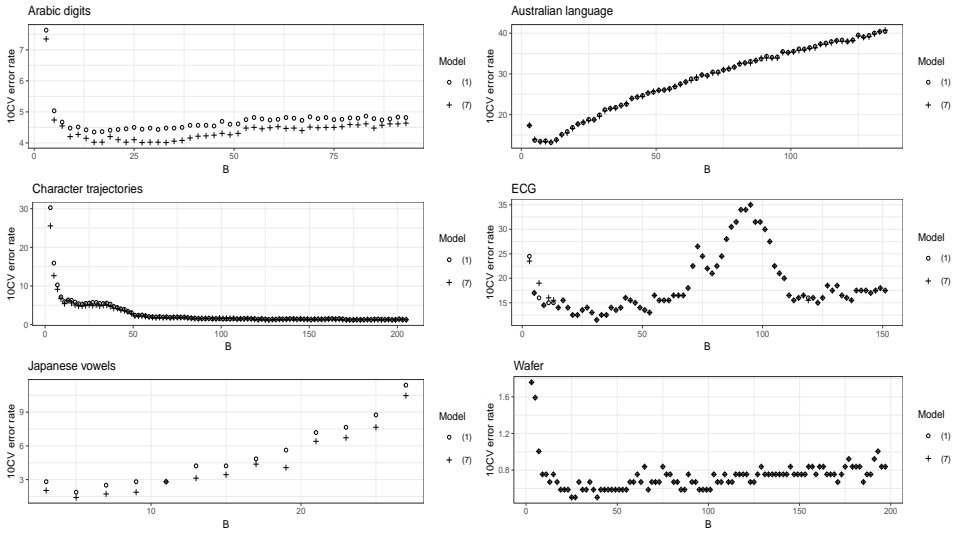 Arabic digits
10CV error rate
7
6
5
4
0
25
50
75
B
Model
(1)
(7)
Australian language
10CV error rate
40
30
20
50
100
B
Model
(1)
(7)
Character trajectories
10CV error rate
30
20
10
0
0
50
100
150
200
B
Model
(1)
(7)
ECG
10CV error rate
35
30
25
20
15
0
50
100
150
B
Model
(1)
(7)
Japanese vowels
10CV error rate
9
6
3
10
20
B
Model
(1)
(7)
Wafer
10CV error rate
1.6
1.2
0.8
0
50
100
150
200
B
Model
(1)
(7)